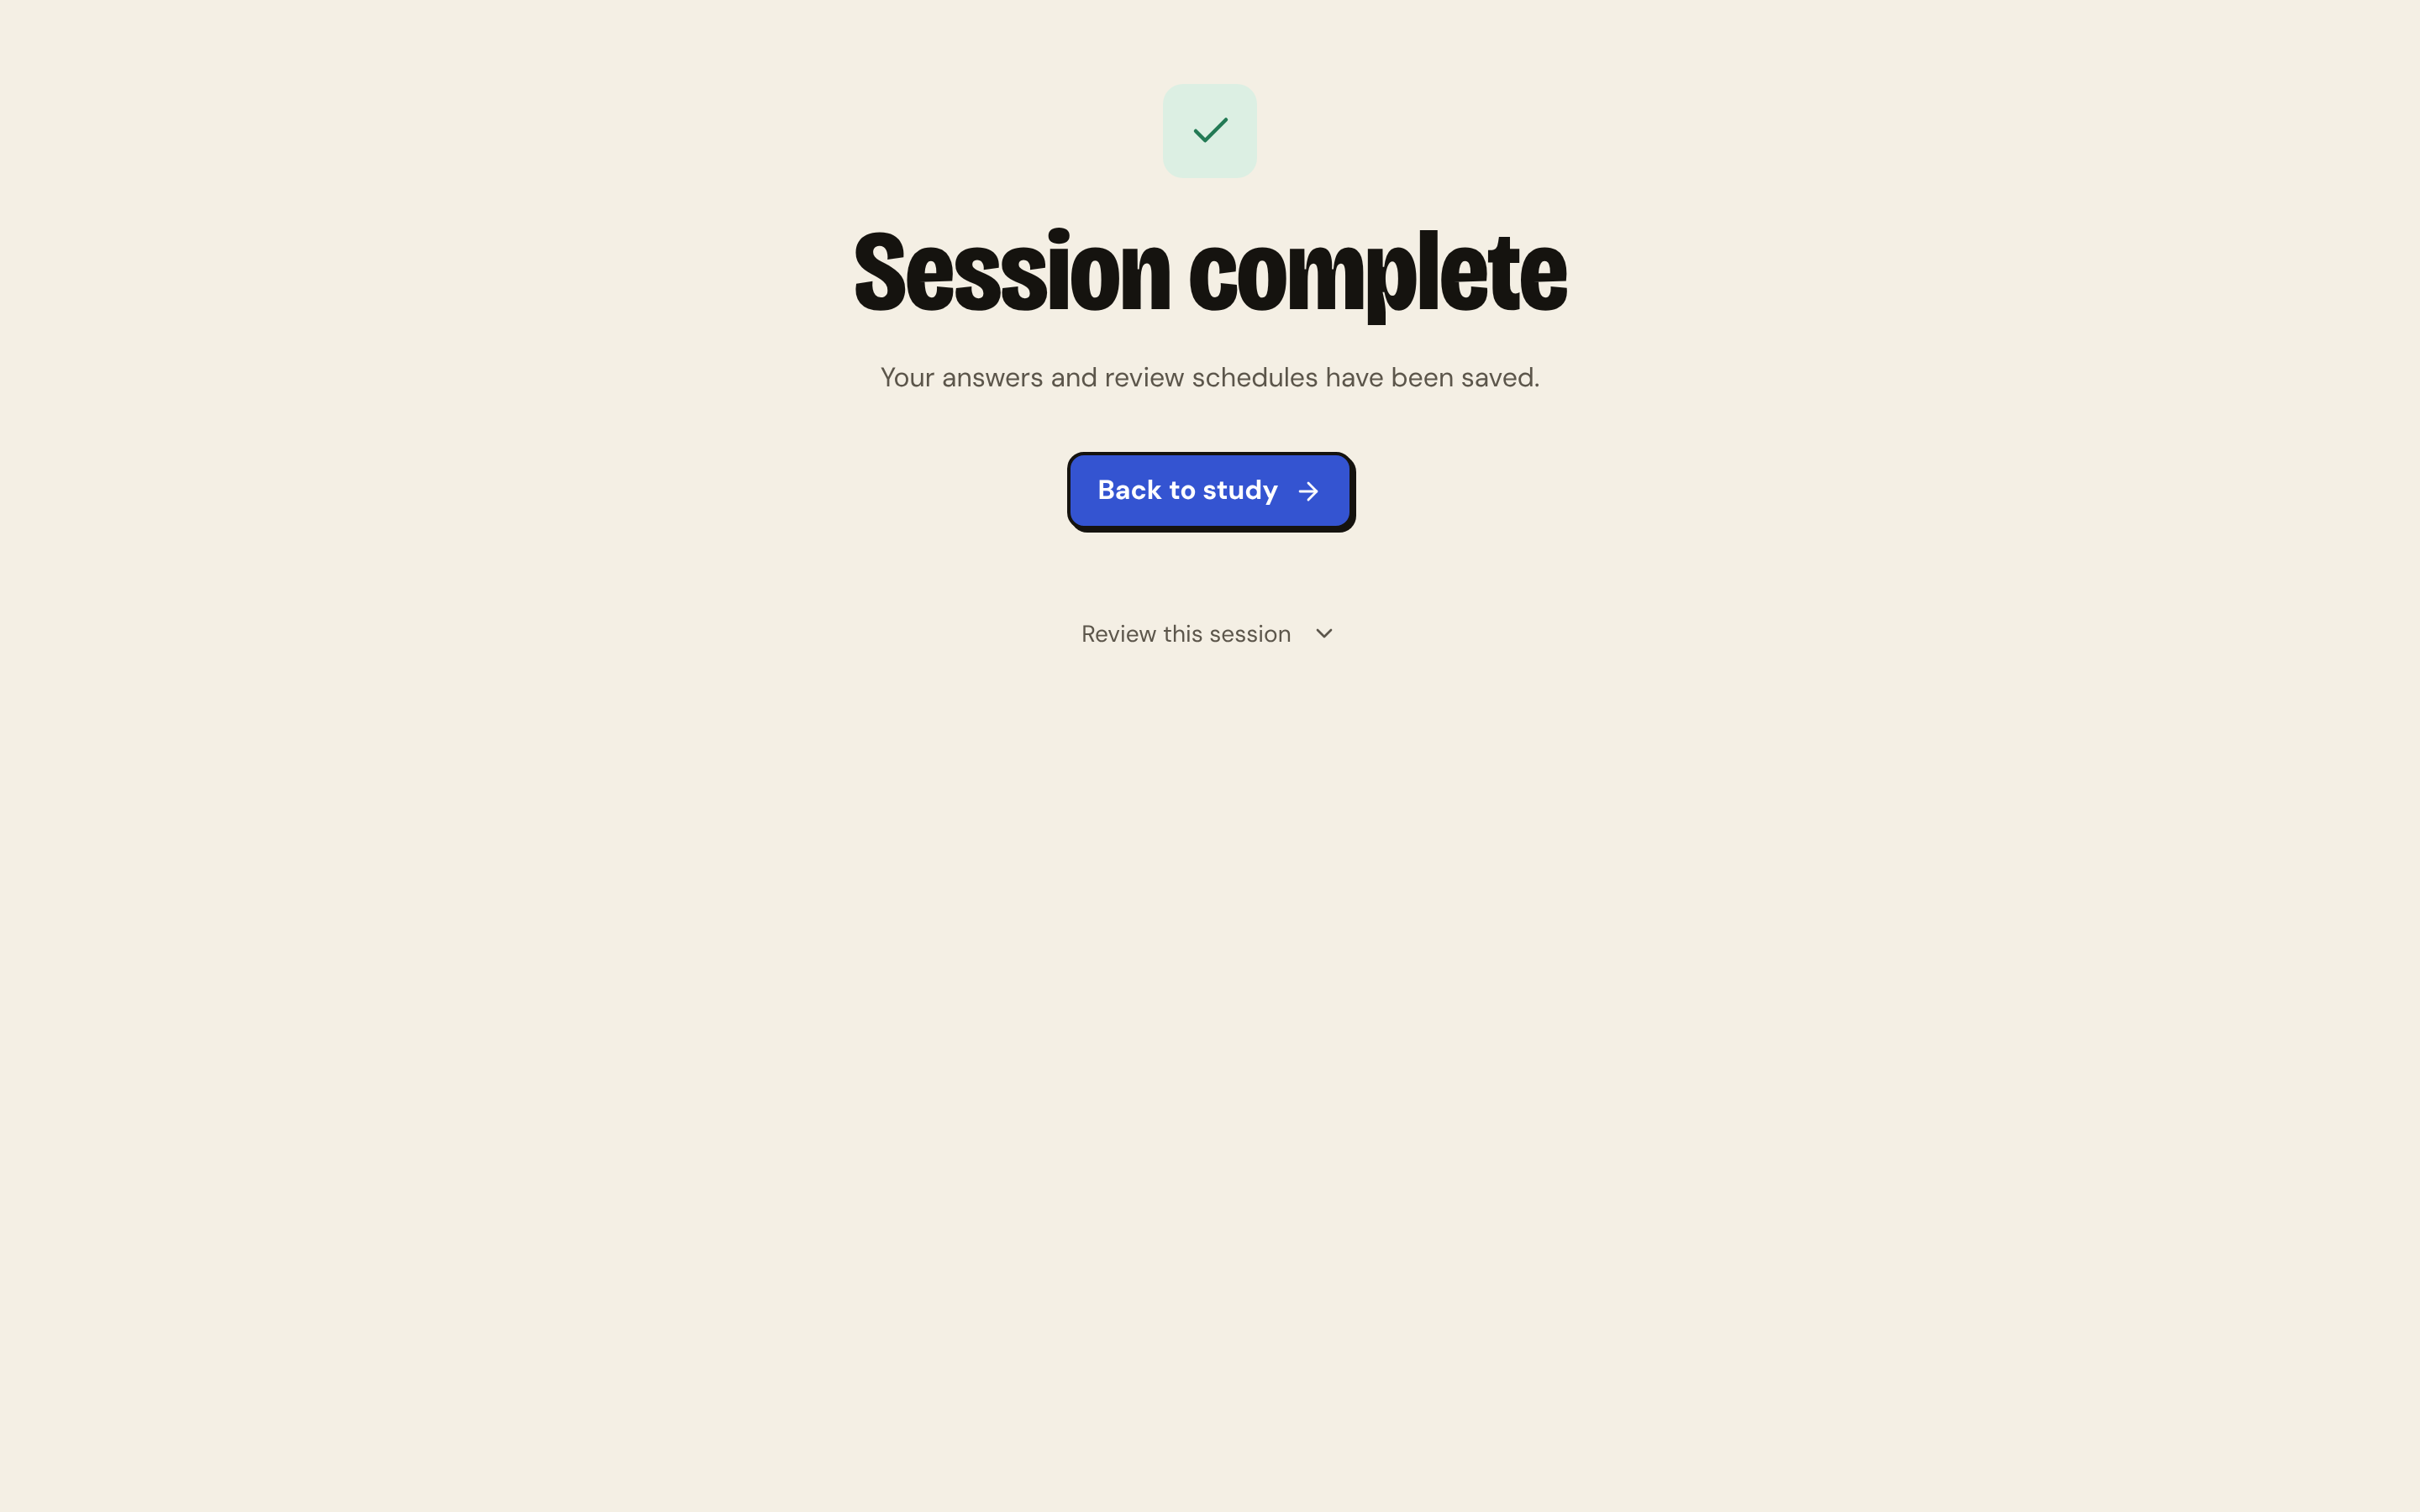 Session complete
Your answers and review schedules have been saved.
Back to study
Review this session